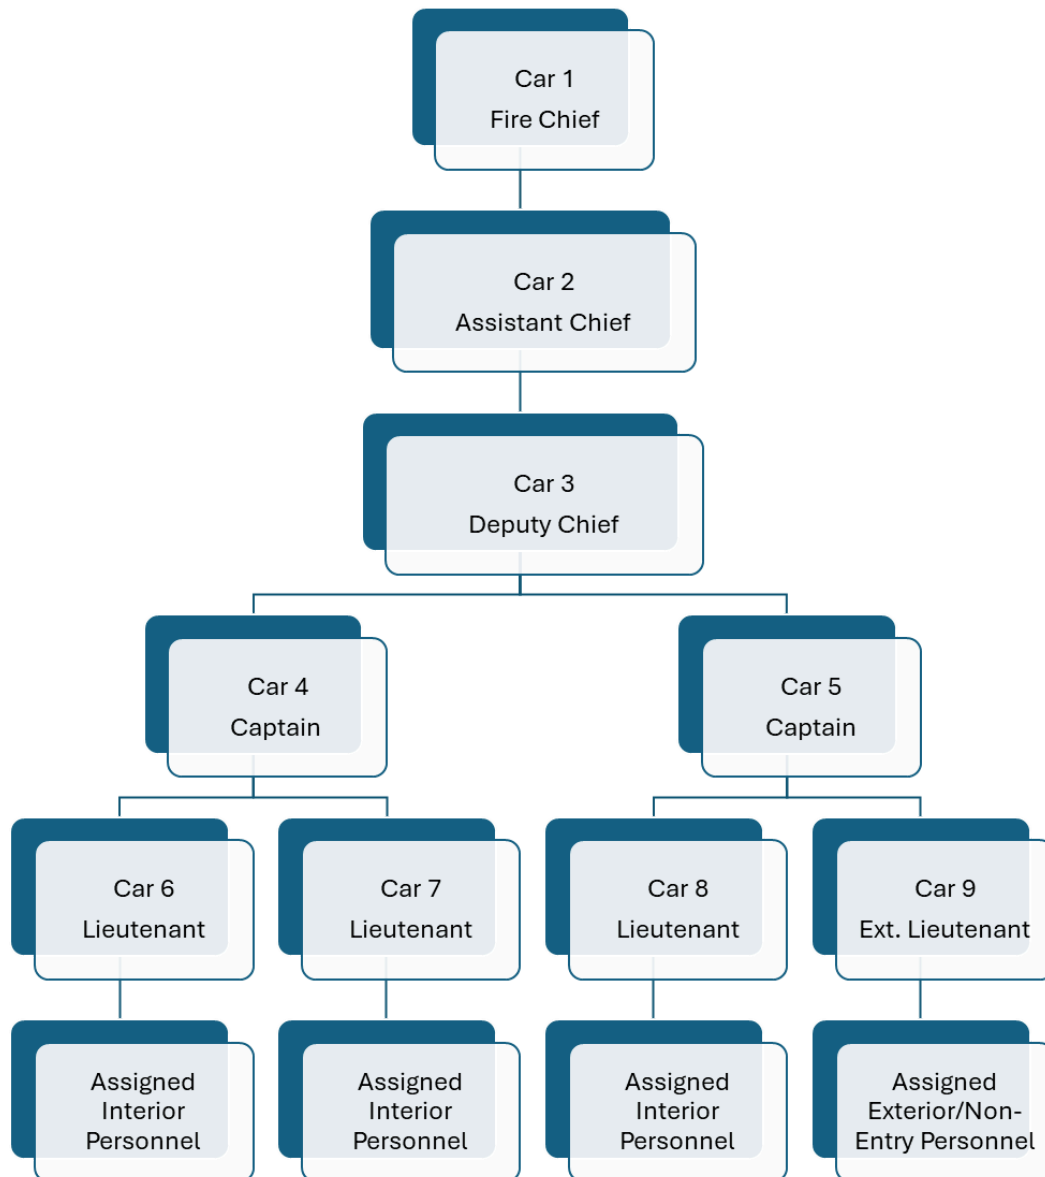 Car 1
Fire Chief
Car 2
Assistant Chief
Car 3
Deputy Chief
Car 4
Captain
Car 5
Captain
Car 6
Lieutenant
Car 7
Lieutenant
Car 8
Lieutenant
Car 9
Ext. Lieutenant
Assigned
Interior
Personnel
Assigned
Interior
Personnel
Assigned
Interior
Personnel
Assigned
Exterior/Non-
Entry Personnel